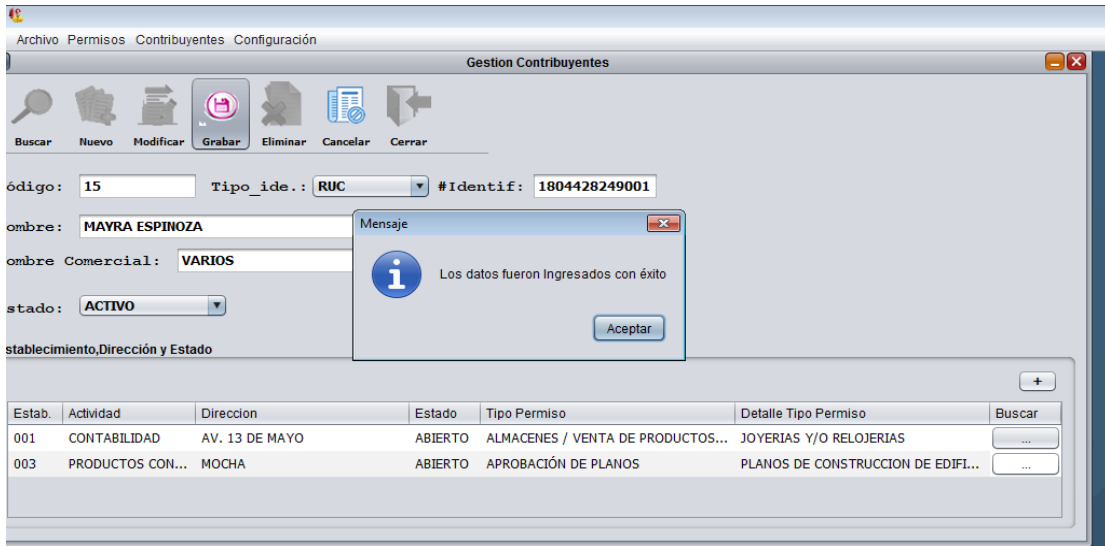 Archivo Permisos Contribuyentes Configuración
Gestion Contribuyentes
Buscar Nuevo Modificar Grabar Eliminar Cancelar Cerrar
ódigo: 15 Tipo_ide.: RUC #Identif: 1804428249001
ombre: MAYRA ESPINOZA
Mensaje
ombre Comercial: VARIOS
Los datos fueron Ingresados con éxito
stado: ACTIVO
Aceptar
stablecimiento,Dirección y Estado
+
Estab. Actividad Direccion Estado Tipo Permiso Detalle Tipo Permiso Buscar
001 CONTABILIDAD AV. 13 DE MAYO ABIERTO ALMACENES / VENTA DE PRODUCTOS... JOYERIAS Y/O RELOJERIAS ...
003 PRODUCTOS CON... MOCHA ABIERTO APROBACIÓN DE PLANOS PLANOS DE CONSTRUCCION DE EDIFI... ...